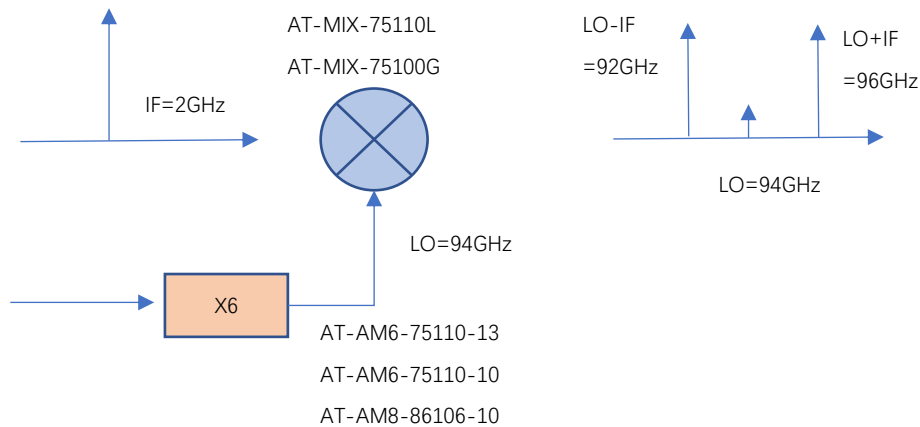 AT-MIX-75110L
AT-MIX-75100G
IF=2GHz
LO-IF
=92GHz
LO+IF
=96GHz
LO=94GHz
LO=94GHz
X6
AT-AM6-75110-13
AT-AM6-75110-10
AT-AM8-86106-10